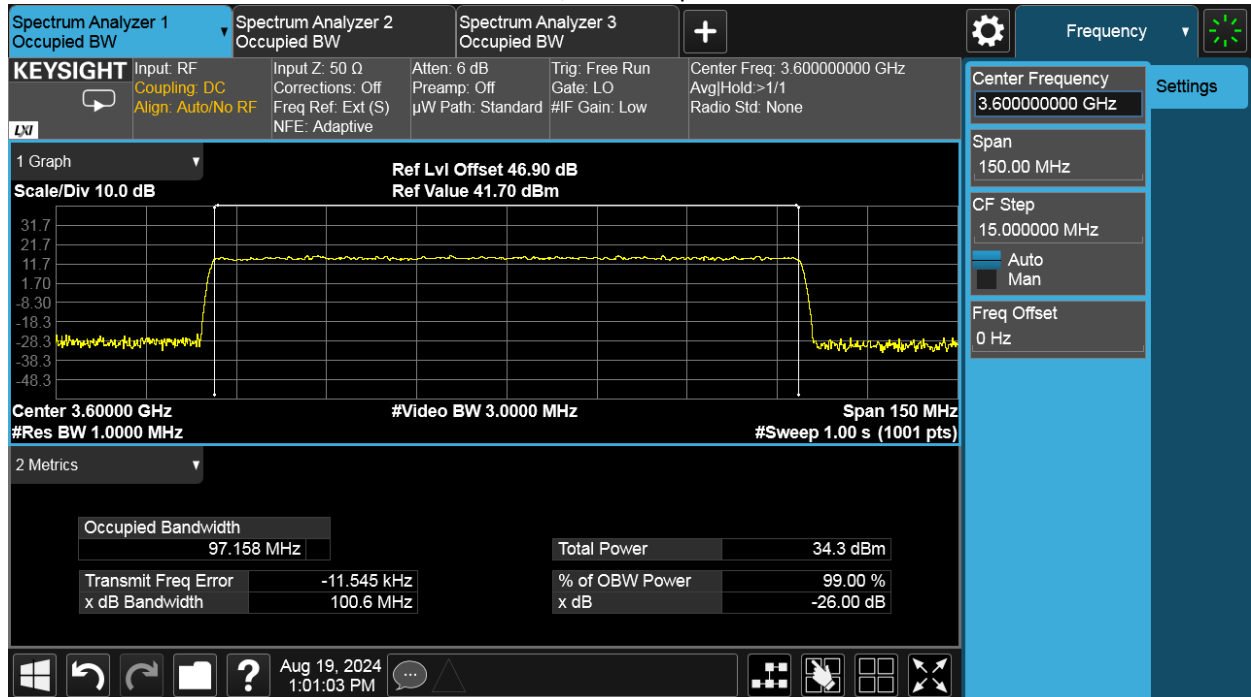 Spectrum Analyzer 1
Occupied BW
Spectrum Analyzer 2
Occupied BW
Spectrum Analyzer 3
Occupied BW
+
Frequency
KEYSIGHT
LXI
Input: RF
Coupling: DC
Align: Auto/No RF
Input Z: 50 Ω
Corrections: Off
Freq Ref: Ext (S)
NFE: Adaptive
Atten: 6 dB
Preamp: Off
µW Path: Standard
Trig: Free Run
Gate: LO
#IF Gain: Low
Center Freq: 3.600000000 GHz
Avg|Hold:>1/1
Radio Std: None
Center Frequency
3.600000000 GHz
Settings
Span
150.00 MHz
CF Step
15.000000 MHz
Auto
Man
Freq Offset
0 Hz
1 Graph
Scale/Div 10.0 dB
Ref Lvl Offset 46.90 dB
Ref Value 41.70 dBm
31.7
21.7
11.7
1.70
-8.30
-18.3
-28.3
-38.3
-48.3
Center 3.60000 GHz
#Video BW 3.0000 MHz
Span 150 MHz
#Res BW 1.0000 MHz
#Sweep 1.00 s (1001 pts)
2 Metrics
Occupied Bandwidth
97.158 MHz
Total Power 34.3 dBm
Transmit Freq Error -11.545 kHz
% of OBW Power 99.00 %
x dB Bandwidth 100.6 MHz
x dB -26.00 dB
?
Aug 19, 2024
1:01:03 PM